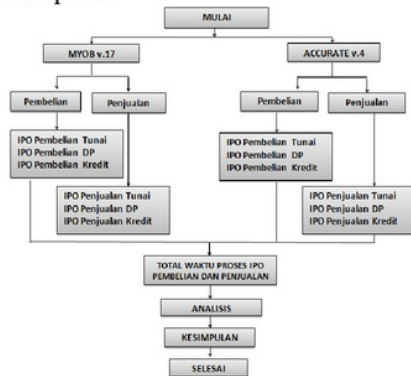 MULAI
MYOB v.17
ACCURATE v.4
Pembelian
Penjualan
Pembelian
Penjualan
IPO Pembelian Tunai
IPO Pembelian DP
IPO Pembelian Kredit
IPO Pembelian Tunai
IPO Pembelian DP
IPO Pembelian Kredit
IPO Penjualan Tunai
IPO Penjualan DP
IPO Penjualan Kredit
IPO Penjualan Tunai
IPO Penjualan DP
IPO Penjualan Kredit
TOTAL WAKTU PROSES IPO
PEMBELIAN DAN PENJUALAN
ANALISIS
KESIMPULAN
SELESAI